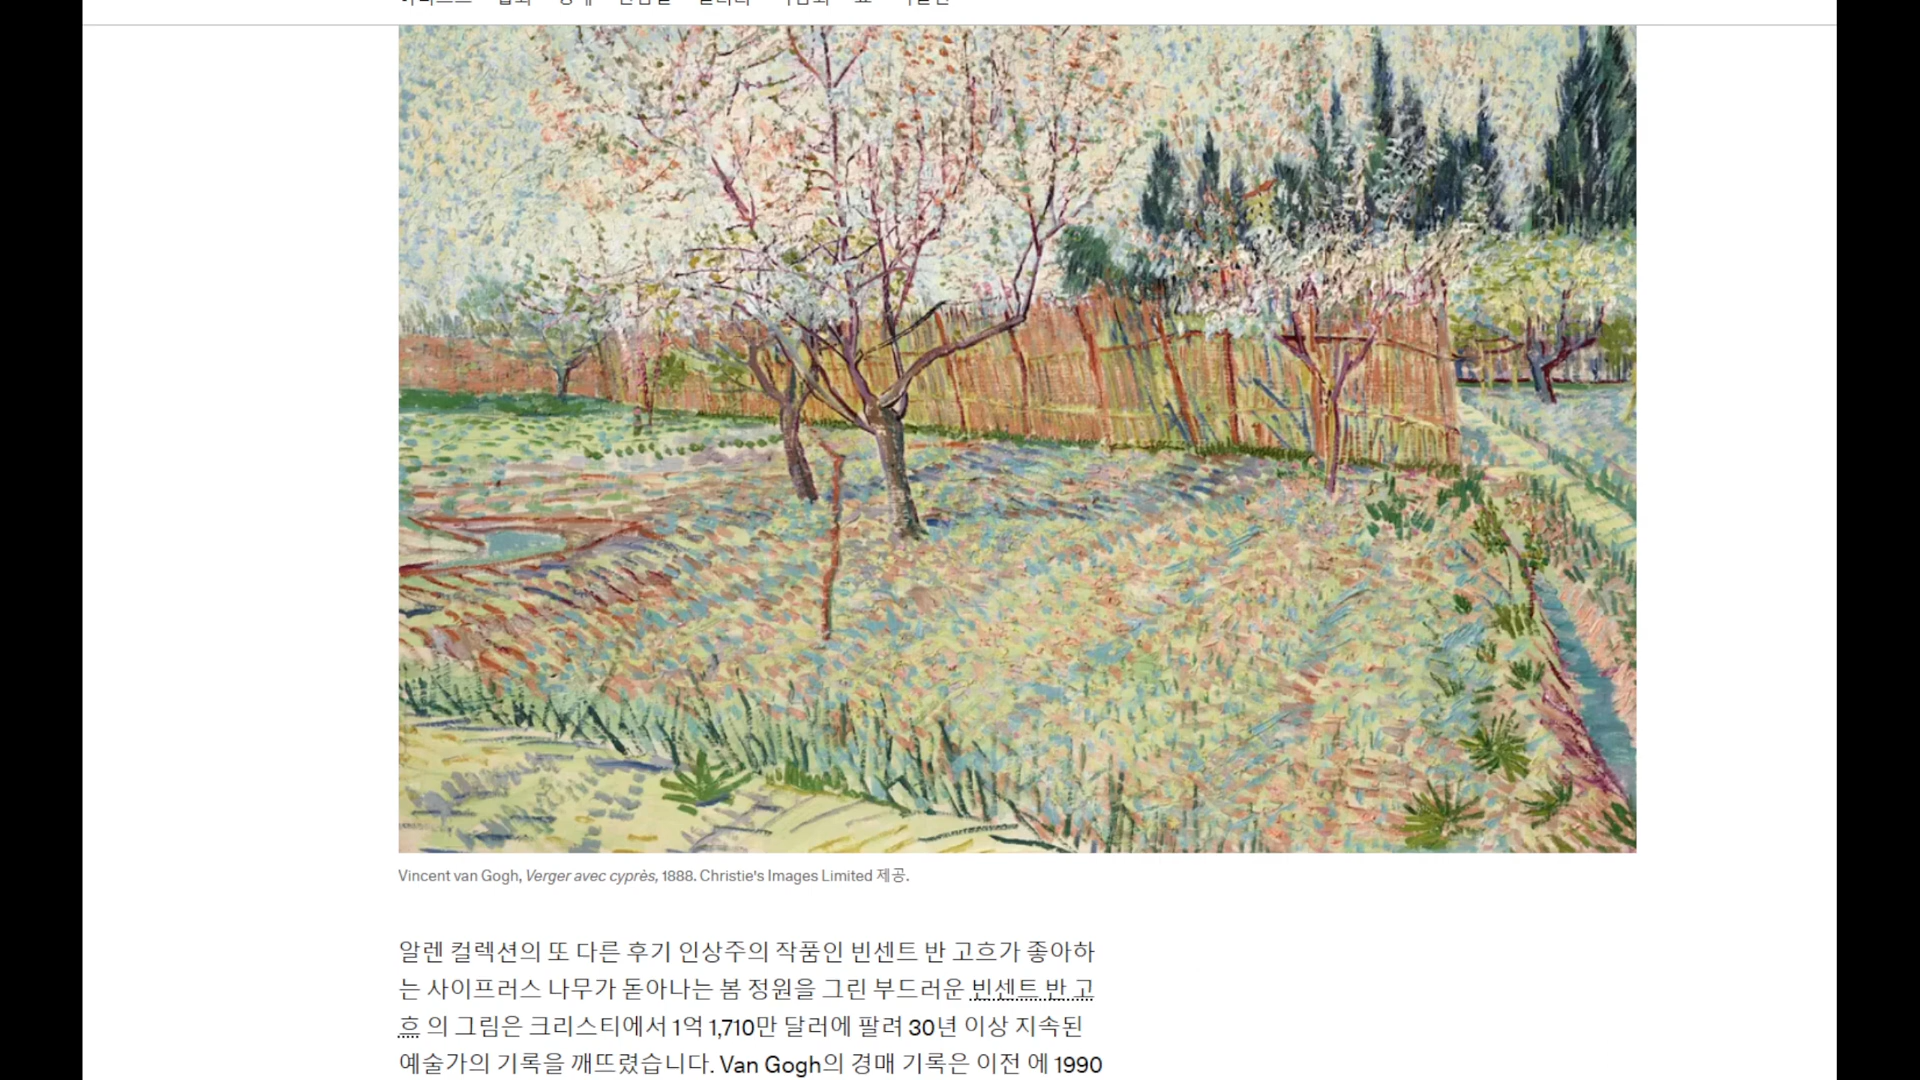 Vincent van Gogh, Verger avec cyprès, 1888. Christie's Images Limited 제공.
알렌 컬렉션의 또 다른 후기 인상주의 작품인 빈센트 반 고흐가 좋아하
는 사이프러스 나무가 돋아나는 봄 정원을 그린 부드러운 빈센트 반 고
흐 의 그림은 크리스티에서 1억 1,710만 달러에 팔려 30년 이상 지속된
예술가의 기록을 깨뜨렸습니다. Van Gogh의 경매 기록은 이전 에 1990